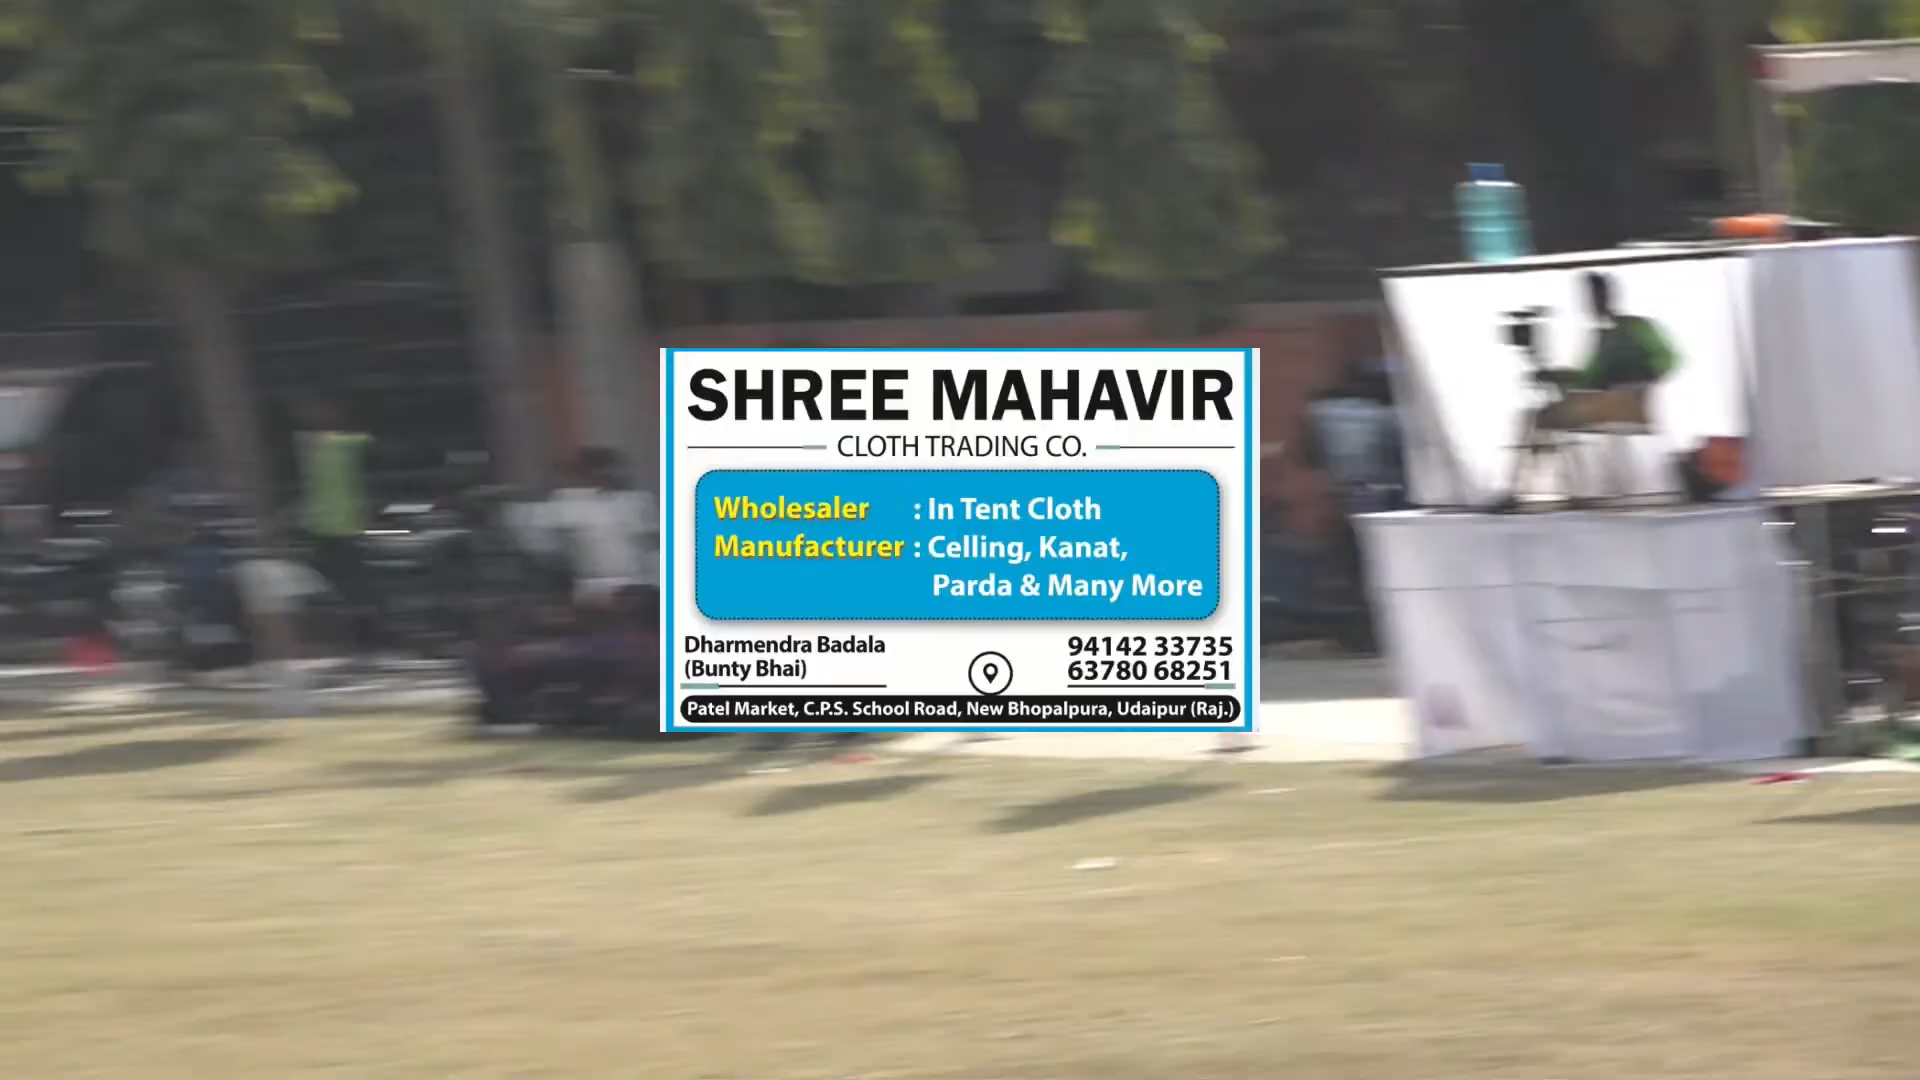 SHREE MAHAVIR
CLOTH TRADING CO.
Wholesaler : In Tent Cloth
Manufacturer : Celling, Kanat,
Parda & Many More
Dharmendra Badala
(Bunty Bhai)
94142 33735
63780 68251
Patel Market, C.P.S. School Road, New Bhopalpura, Udaipur (Raj.)